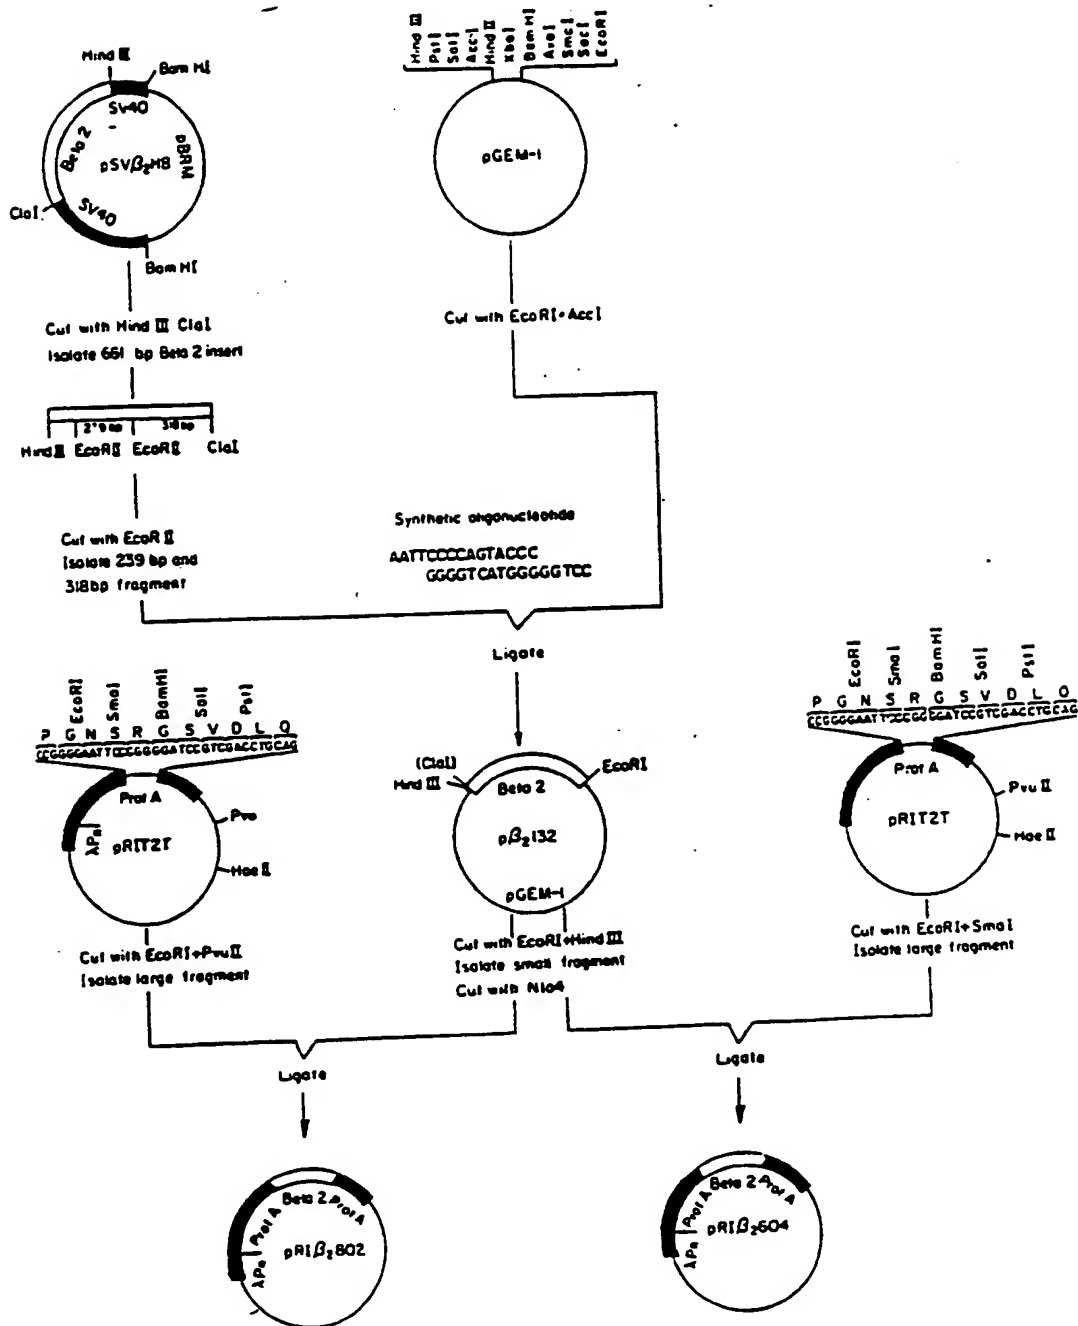 Hind III
Bam HI
SV40
Beta 2
pSVβ₂HB
pBRM
SV40
ClaI
Bam HI
Cut with Hind III ClaI
Isolate 661 bp Beta 2 insert
318bp
Hind III EcoRII EcoRII ClaI
Cut with EcoR II
Isolate 239 bp and
318bp fragment
Hind III
PstI
SalI
AccI
Hind II
XbaI
BamHI
AvaI
SmaI
SacI
EcoRI
pGEM-1
Cut with EcoRI+AccI
Synthetic oligonucleotide
AATTCCCCAGTACCC
GGGGTCATGGGGGTCC
Ligate
EcoRI
SmaI
BamHI
SalI
PstI
P G N S R G S V D L Q
Prot A
λPR
pRIT2T
Pvu
HaeII
Cut with EcoRI+PvuII
Isolate large fragment
(ClaI)
Hind III
Beta 2
EcoRI
pβ₂132
pGEM-1
Cut with EcoRI+Hind III
Isolate small fragment
Cut with Nla4
EcoRI
SmaI
BamHI
SalI
PstI
P G N S R G S V D L Q
Prot A
pRIT2T
Pvu II
HaeII
Cut with EcoRI+SmaI
Isolate large fragment
Ligate
Ligate
Prot A
Beta 2
Prot A
λPR
pRIβ₂802
Prot A
Beta 2
Prot A
λPR
pRIβ₂604